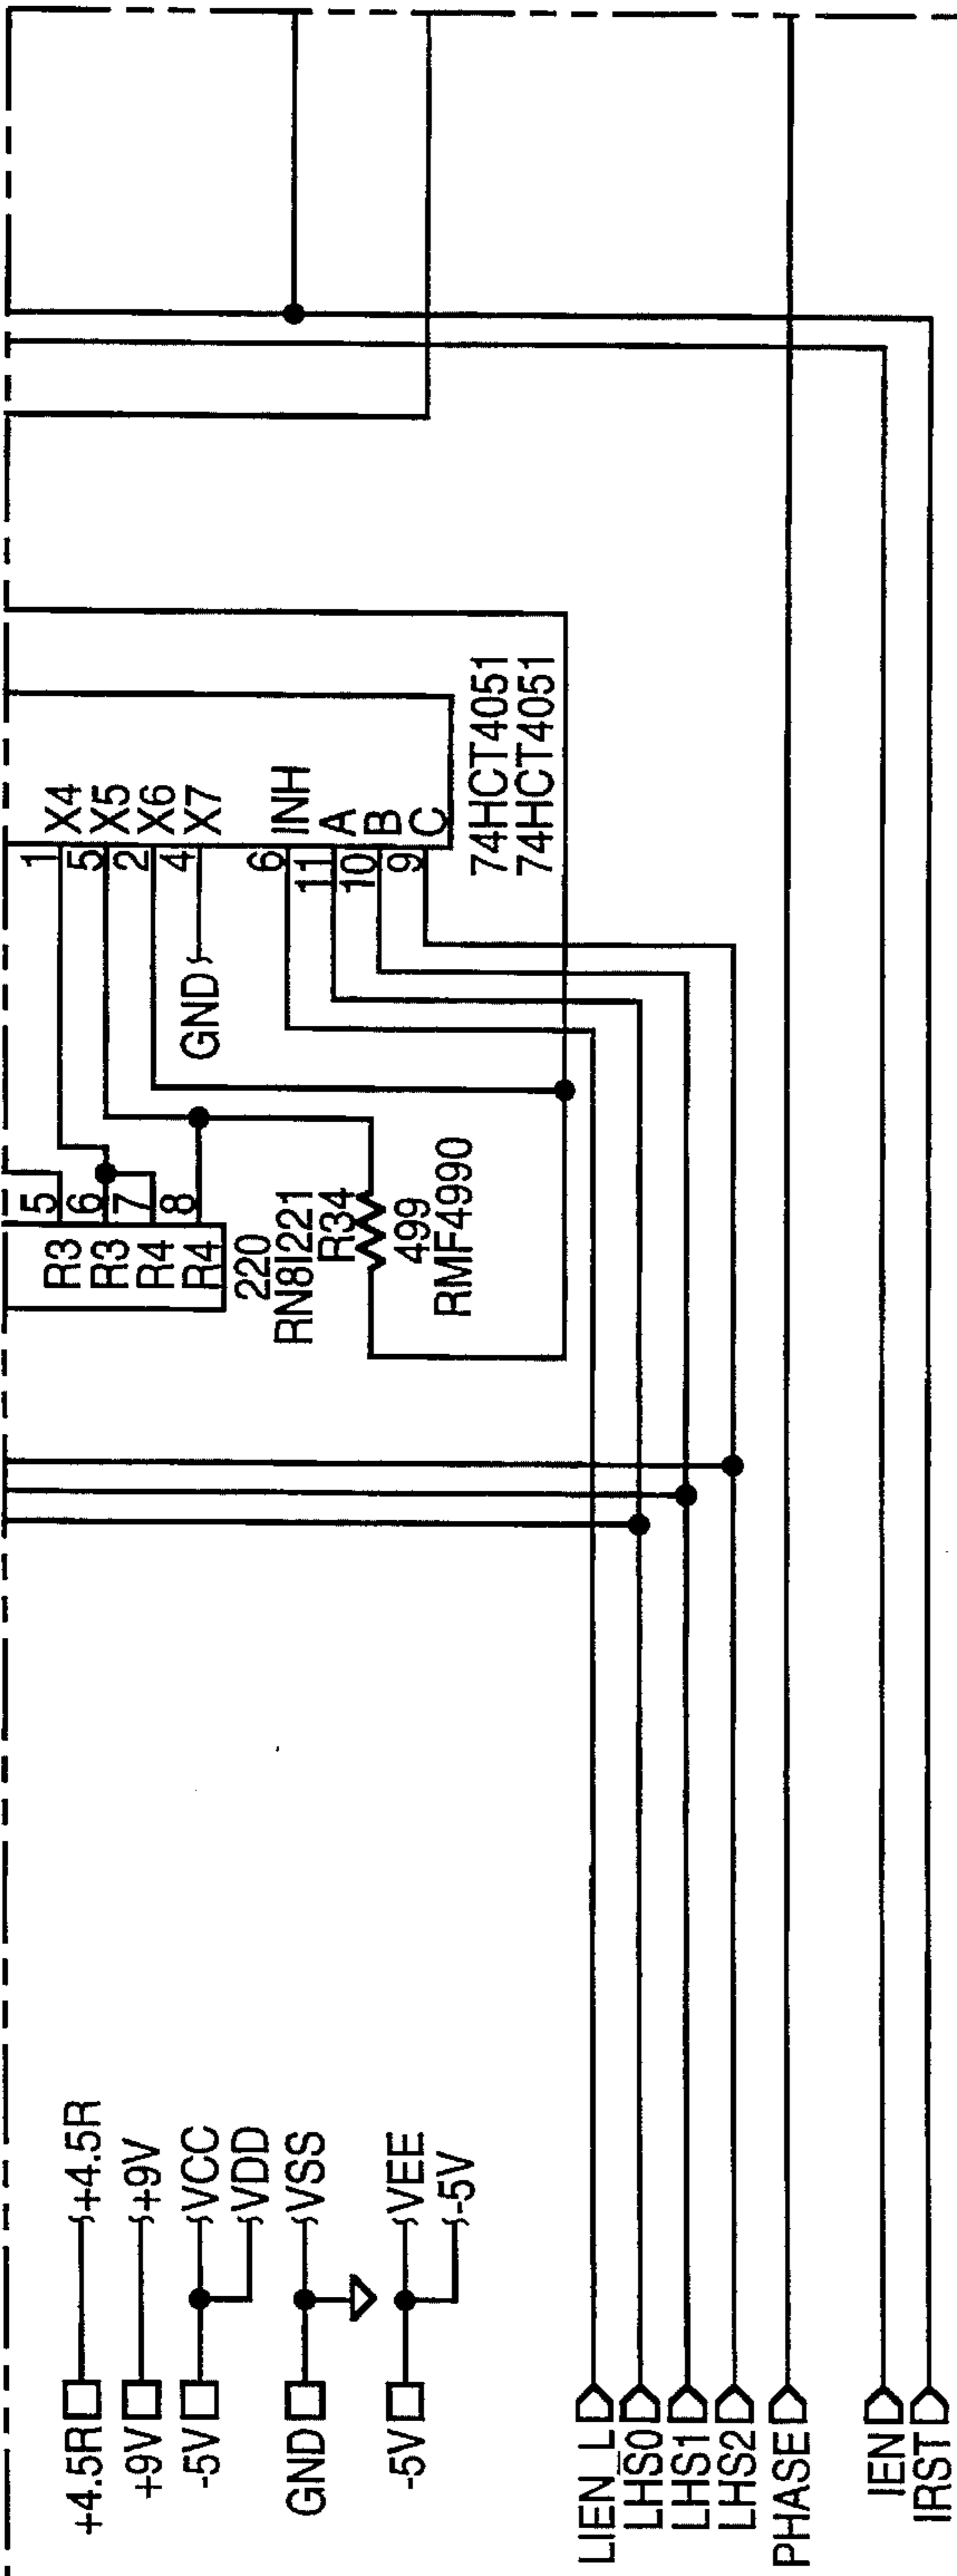 +4.5R +4.5R
+9V +9V
-5V VCC
VDD
GND VSS
-5V VEE
-5V
R3 5
R3 6
R4 7
R4 8
220
RN8I221
R34
499
RMF4990
1 X4
5 X5
2 X6
GND 4 X7
6 INH
11 A
10 B
9 C
74HCT4051
74HCT4051
LIEN_L
LHS0
LHS1
LHS2
PHASE
IEN
IRST